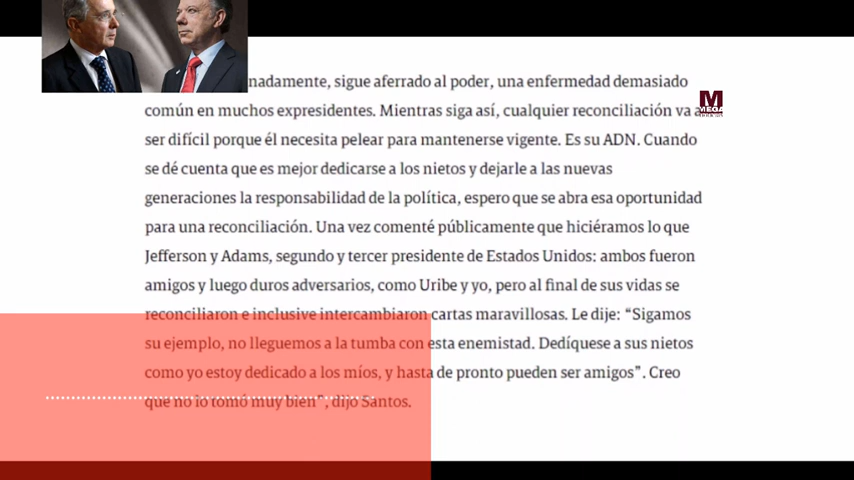 sigue aferrado al poder, una enfermedad demasiado
común en muchos expresidentes. Mientras siga así, cualquier reconciliación va a
ser difícil porque él necesita pelear para mantenerse vigente. Es su ADN. Cuando
se dé cuenta que es mejor dedicarse a los nietos y dejarle a las nuevas
generaciones la responsabilidad de la política, espero que se abra esa oportunidad
para una reconciliación. Una vez comenté públicamente que hiciéramos lo que
Jefferson y Adams, segundo y tercer presidente de Estados Unidos: ambos fueron
amigos y luego duros adversarios, como Uribe y yo, pero al final de sus vidas se
reconciliaron e inclusive intercambiaron cartas maravillosas. Le dije: “Sigamos
su ejemplo, no lleguemos a la tumba con esta enemistad. Dedíquese a sus nietos
como yo estoy dedicado a los míos, y hasta de pronto pueden ser amigos”. Creo
que no lo tomó muy bien”, dijo Santos.
M
MEGA